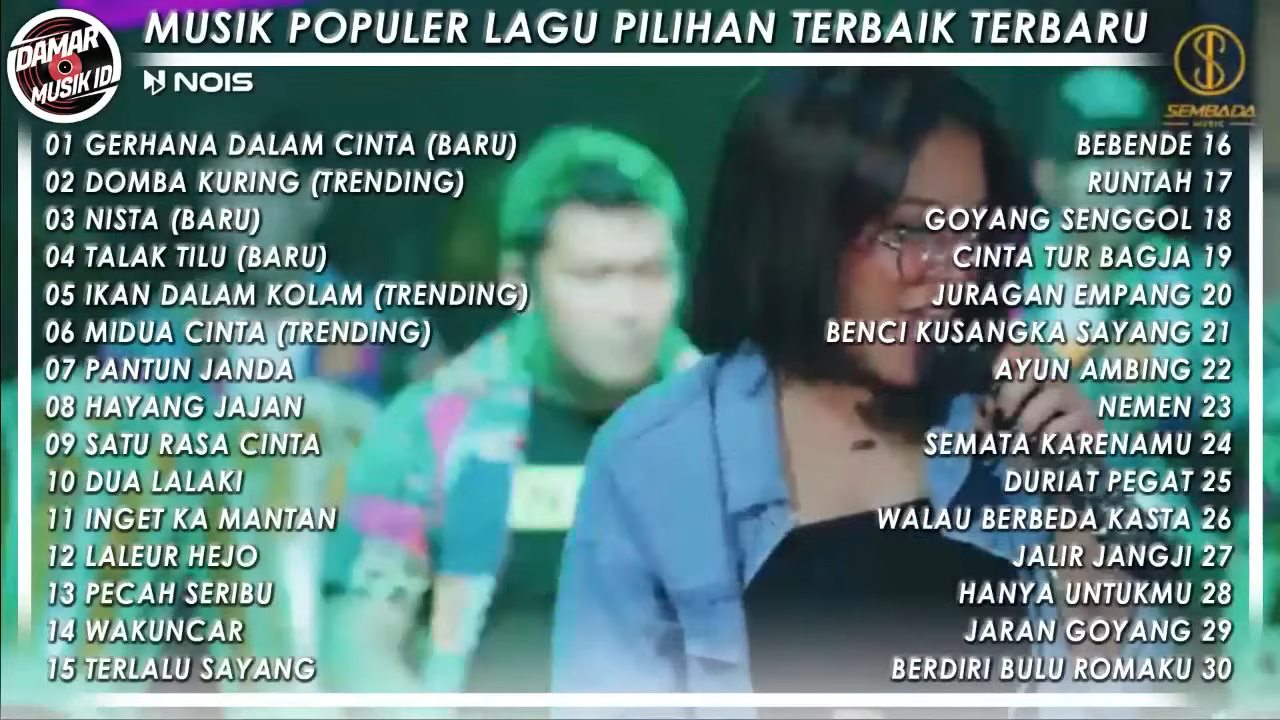 MUSIK POPULER LAGU PILIHAN TERBAIK TERBARU
DAMAR
MUSIK ID
NOIS
SEMBADA
MUSIC
01 GERHANA DALAM CINTA (BARU)
02 DOMBA KURING (TRENDING)
03 NISTA (BARU)
04 TALAK TILU (BARU)
05 IKAN DALAM KOLAM (TRENDING)
06 MIDUA CINTA (TRENDING)
07 PANTUN JANDA
08 HAYANG JAJAN
09 SATU RASA CINTA
10 DUA LALAKI
11 INGET KA MANTAN
12 LALEUR HEJO
13 PECAH SERIBU
14 WAKUNCAR
15 TERLALU SAYANG
BEBENDE 16
RUNTAH 17
GOYANG SENGGOL 18
CINTA TUR BAGJA 19
JURAGAN EMPANG 20
BENCI KUSANGKA SAYANG 21
AYUN AMBING 22
NEMEN 23
SEMATA KARENAMU 24
DURIAT PEGAT 25
WALAU BERBEDA KASTA 26
JALIR JANGJI 27
HANYA UNTUKMU 28
JARAN GOYANG 29
BERDIRI BULU ROMAKU 30